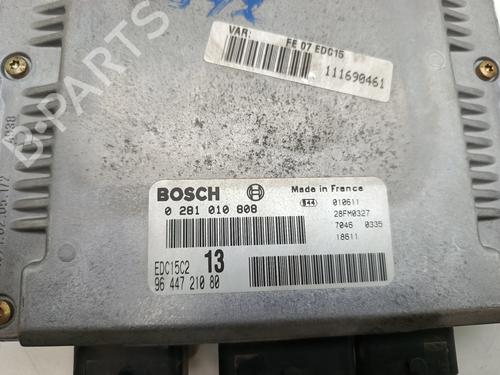 VAR:
FE 07 EDC15
111690461
B-PARTS
BOSCH
Made in France
0 281 010 808
010611
28FM0327
7046 0335
18611
EDC15C2 13
96 447 210 80